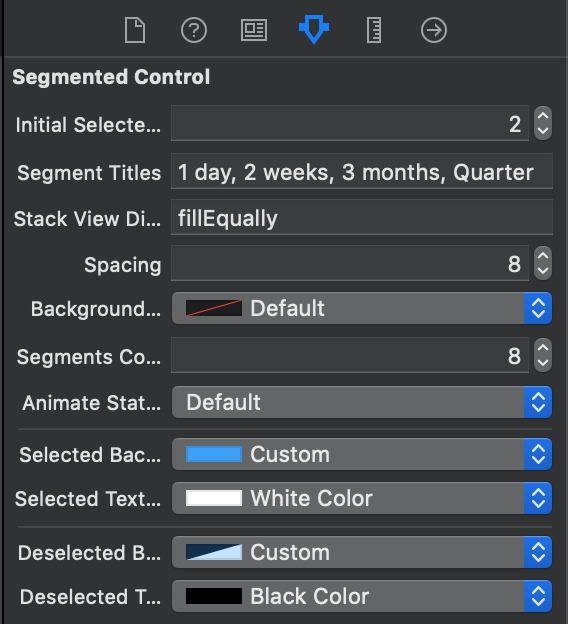 Segmented Control
Initial Selecte... 2
Segment Titles 1 day, 2 weeks, 3 months, Quarter
Stack View Di... fillEqually
Spacing 8
Background... Default
Segments Co... 8
Animate Stat... Default
Selected Bac... Custom
Selected Text... White Color
Deselected B... Custom
Deselected T... Black Color